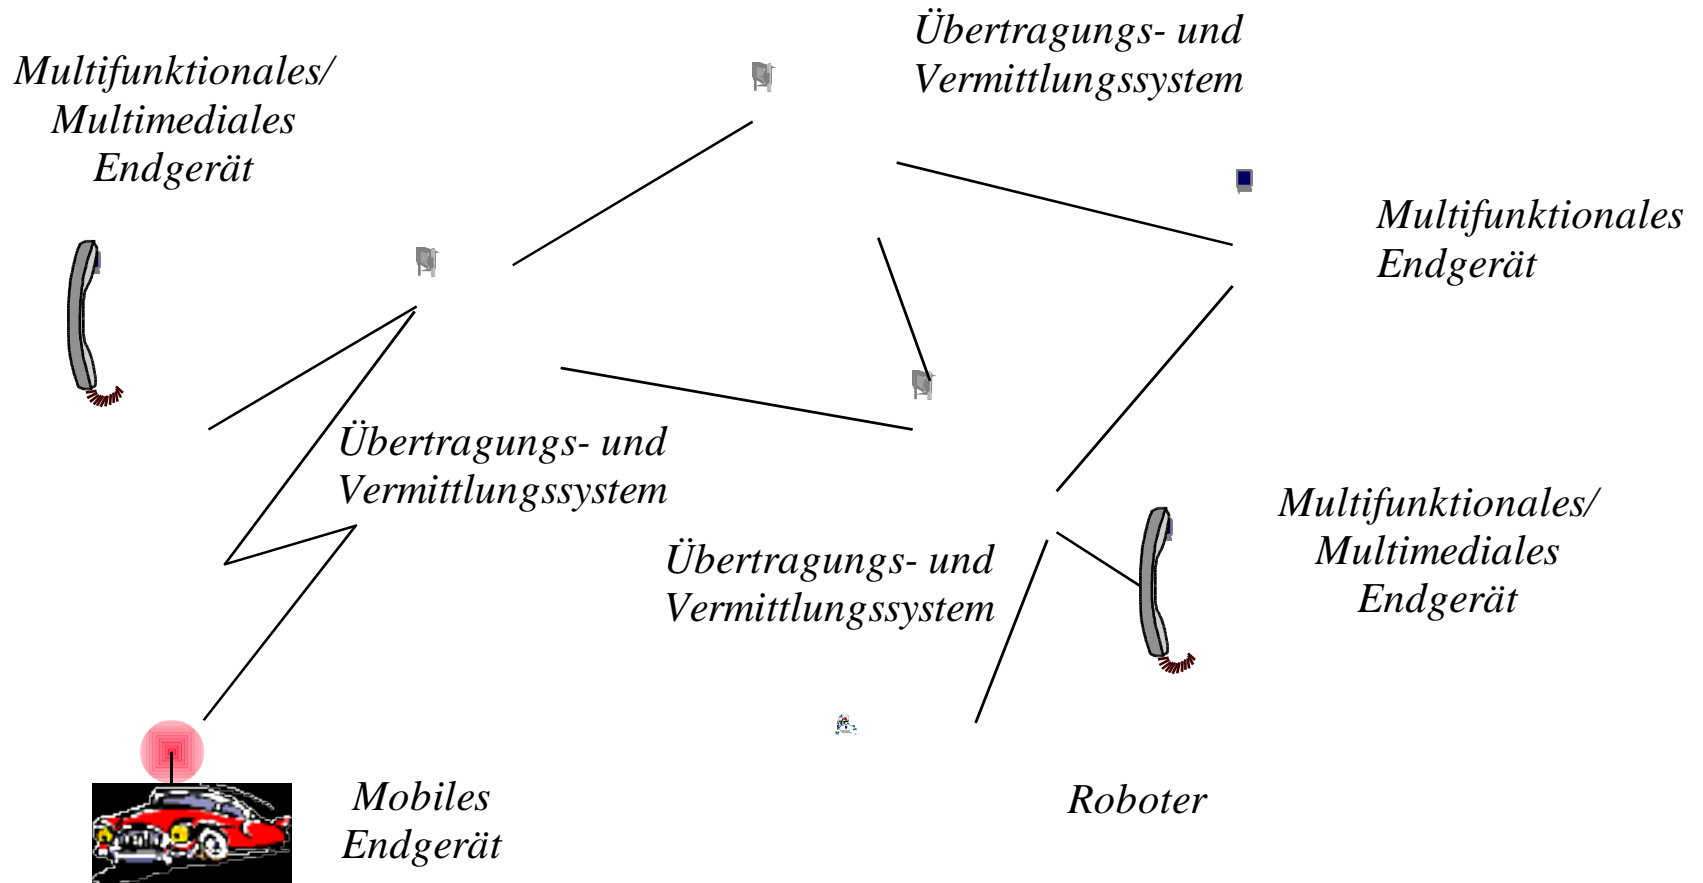 Übertragungs- und
Vermittlungssystem
Multifunktionales/
Multimediales
Endgerät
Multifunktionales
Endgerät
Übertragungs- und
Vermittlungssystem
Multifunktionales/
Multimediales
Endgerät
Übertragungs- und
Vermittlungssystem
Mobiles
Endgerät
Roboter